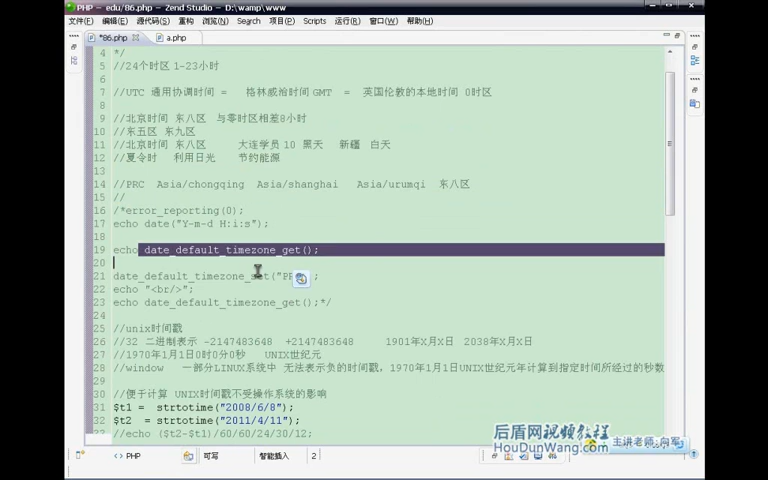 PHP - edu/86.php - Zend Studio - D:\wamp\www
文件(F) 编辑(E) 源代码(S) 重构 浏览(N) Search 项目(P) Scripts 运行(R) 窗口(W) 帮助(H)
*86.php a.php
4 */
5 //24个时区 1-23小时
6
7 //UTC 通用协调时间 = 格林威治时间 GMT = 英国伦敦的本地时间 0时区
8
9 //北京时间 东八区 与零时区相差8小时
10 //东五区 东九区
11 //北京时间 东八区 大连学员 10 黑天 新疆 白天
12 //夏令时 利用日光 节约能源
13
14 //PRC Asia/chongqing Asia/shanghai Asia/urumqi 东八区
15 //
16 /*error_reporting(0);
17 echo date("Y-m-d H:i:s");
18
19 echo date_default_timezone_get();
20
21 date_default_timezone_set("PR ;
22 echo "<br/>";
23 echo date_default_timezone_get();*/
24
25 //unix时间戳
26 //32 二进制表示 -2147483648 +2147483648 1901年X月X日 2038年X月X日
27 //1970年1月1日0时0分0秒 UNIX世纪元
28 //window 一部分LINUX系统中 无法表示负的时间戳，1970年1月1日UNIX世纪元年计算到指定时间所经过的秒数
29
30 //便于计算 UNIX时间戳不受操作系统的影响
31 $t1 = strtotime("2008/6/8");
32 $t2 = strtotime("2011/4/11");
//echo ($t2-$t1)/60/60/24/30/12;
后盾网视频教程
HouDunWang.com
主讲老师:向军
<> PHP 可写 智能插入 2